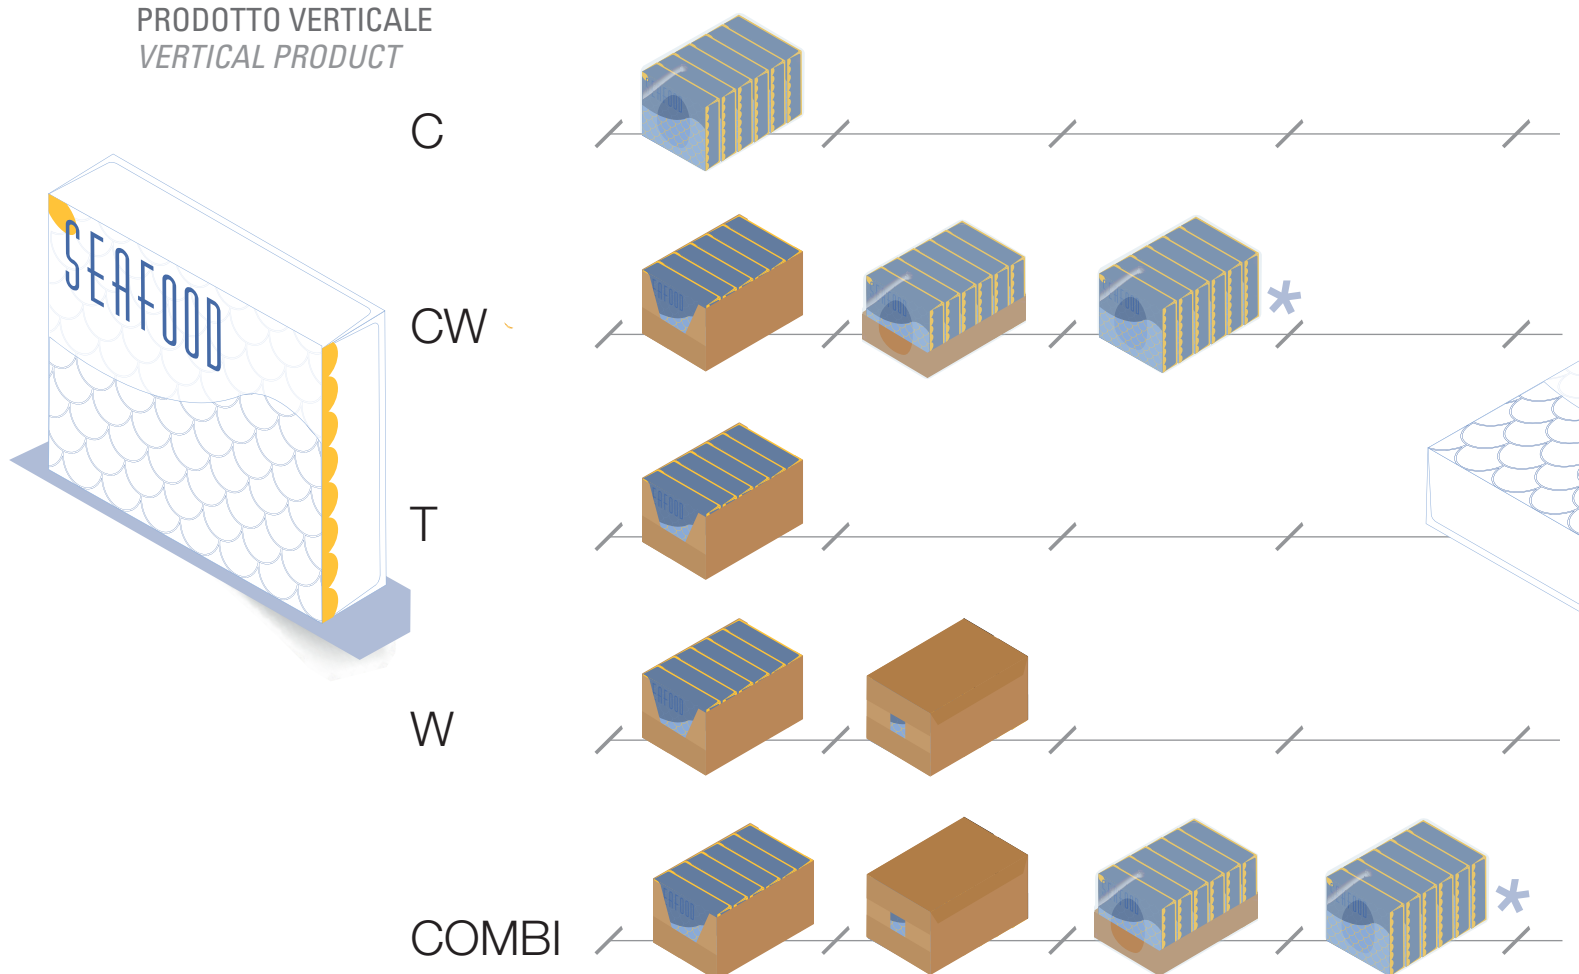 PRODOTTO VERTICALE
VERTICAL PRODUCT
C
SEAFOOD
CW
*
T
W
COMBI
*